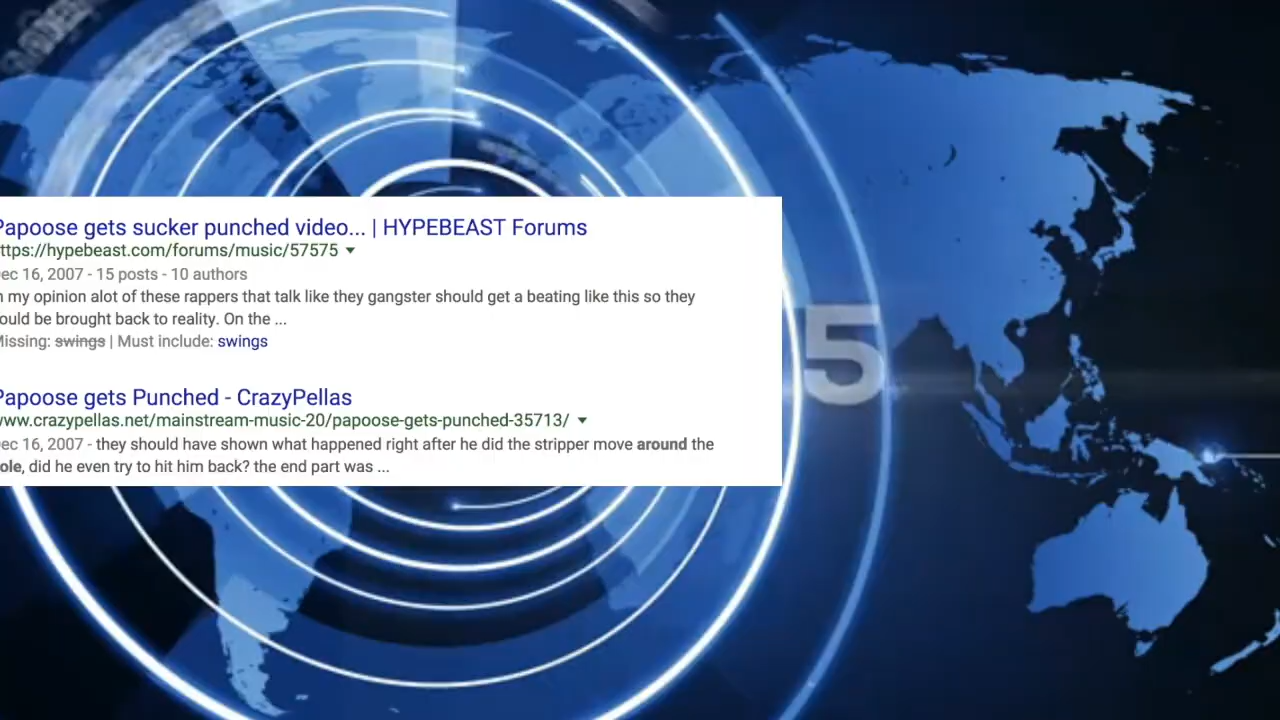 Papoose gets sucker punched video... | HYPEBEAST Forums
ttps://hypebeast.com/forums/music/57575
ec 16, 2007 - 15 posts - 10 authors
n my opinion alot of these rappers that talk like they gangster should get a beating like this so they
ould be brought back to reality. On the ...
Missing: swings | Must include: swings
Papoose gets Punched - CrazyPellas
www.crazypellas.net/mainstream-music-20/papoose-gets-punched-35713/
ec 16, 2007 - they should have shown what happened right after he did the stripper move around the
ole, did he even try to hit him back? the end part was ...
5